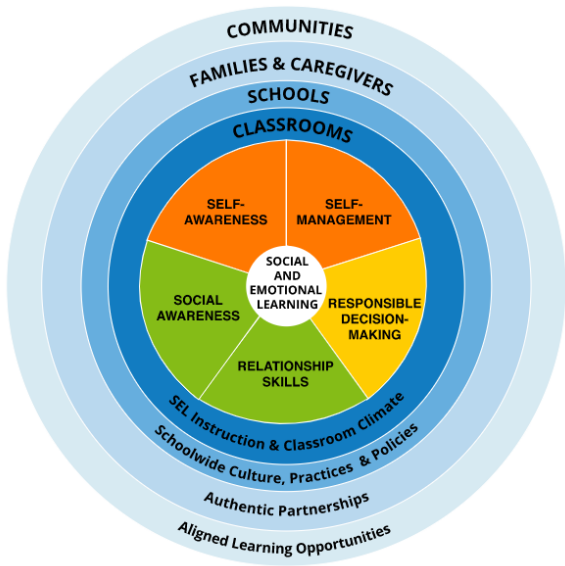 COMMUNITIES
FAMILIES & CAREGIVERS
SCHOOLS
CLASSROOMS
SELF-
AWARENESS
SELF-
MANAGEMENT
SOCIAL
AND
EMOTIONAL
LEARNING
SOCIAL
AWARENESS
RESPONSIBLE
DECISION-
MAKING
RELATIONSHIP
SKILLS
SEL Instruction & Classroom Climate
Schoolwide Culture, Practices & Policies
Authentic Partnerships
Aligned Learning Opportunities